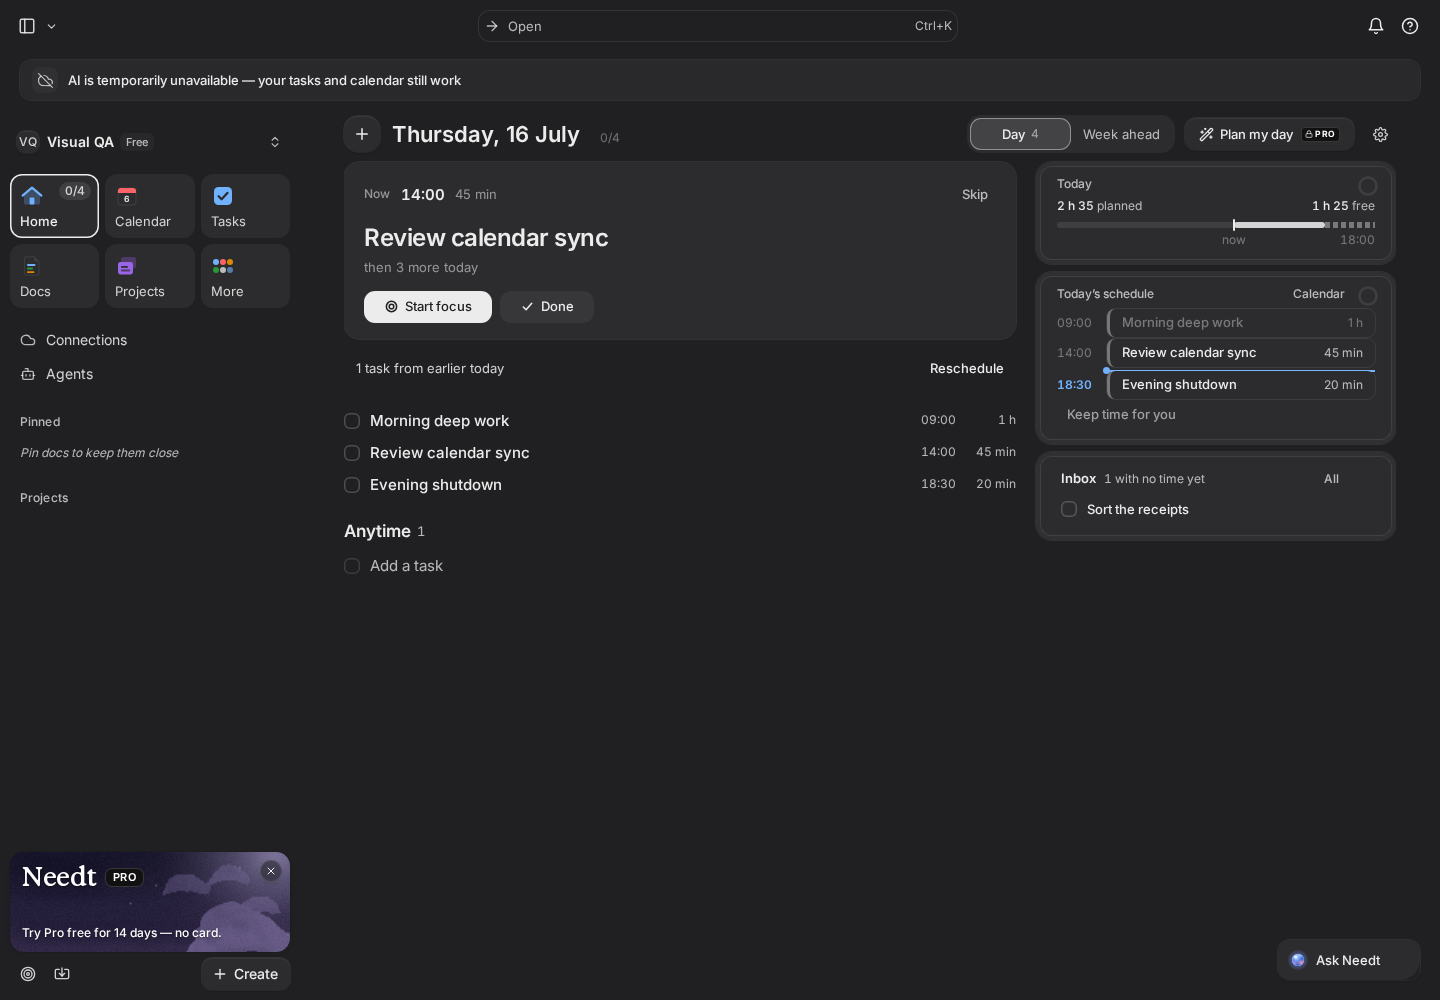 Open
Ctrl+K
AI is temporarily unavailable — your tasks and calendar still work
VQ Visual QA Free
0/4
Home
6
Calendar
Tasks
Docs
Projects
More
Connections
Agents
Pinned
Pin docs to keep them close
Projects
Needt PRO
Try Pro free for 14 days — no card.
Create
Thursday, 16 July 0/4
Day 4
Week ahead
Plan my day PRO
Now 14:00 45 min
Skip
Review calendar sync
then 3 more today
Start focus
Done
1 task from earlier today
Reschedule
Morning deep work 09:00 1 h
Review calendar sync 14:00 45 min
Evening shutdown 18:30 20 min
Anytime 1
Add a task
Today
2 h 35 planned 1 h 25 free
now 18:00
Today's schedule Calendar
09:00 Morning deep work 1 h
14:00 Review calendar sync 45 min
18:30 Evening shutdown 20 min
Keep time for you
Inbox 1 with no time yet All
Sort the receipts
Ask Needt